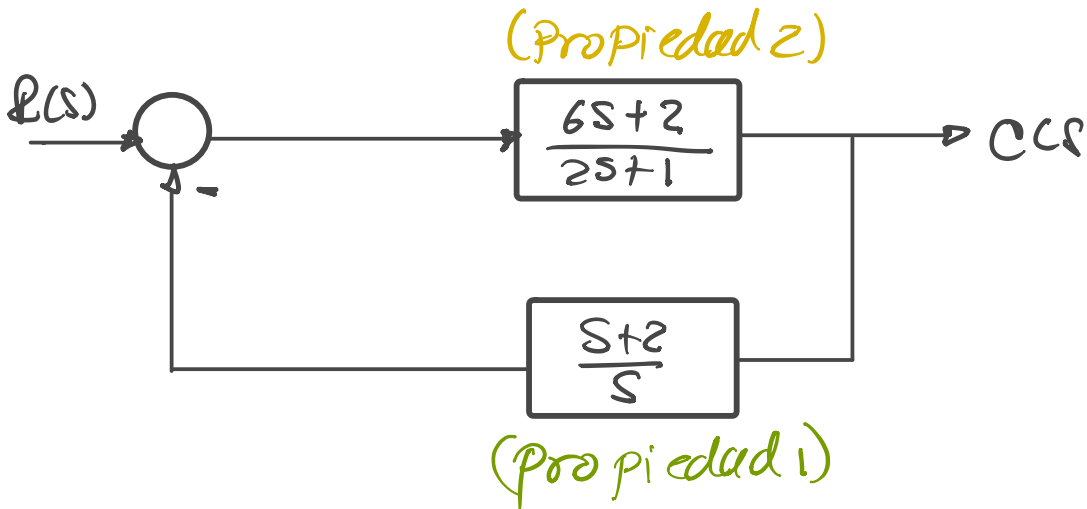 (Propiedad 2)
R(S)
6S+2
2S+1
C(S
-
S+2
S
(propiedad 1)